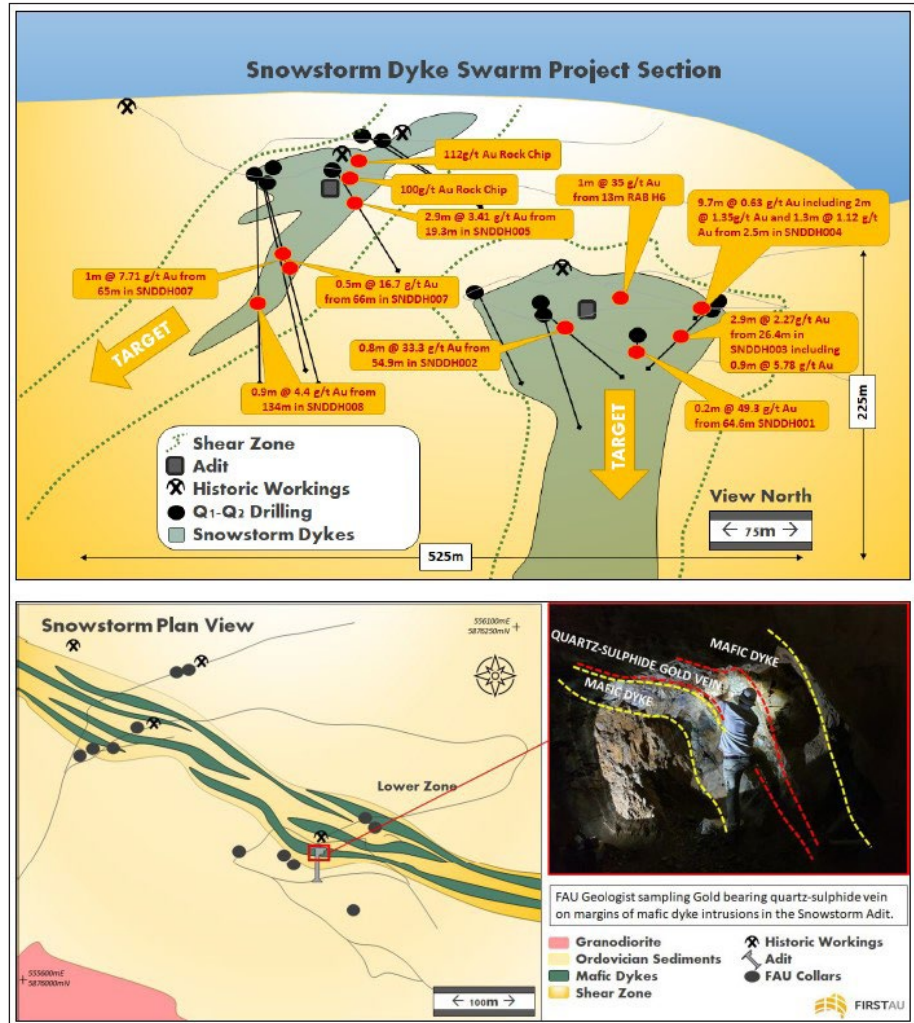 Snowstorm Dyke Swarm Project Section
112g/t Au Rock Chip
100g/t Au Rock Chip
2.9m @ 3.41 g/t Au from
19.3m in SNDDH005
1m @ 35 g/t Au
from 13m RAB H6
9.7m @ 0.63 g/t Au including 2m
@ 1.35g/t Au and 1.3m @ 1.12 g/t
Au from 2.5m in SNDDH004
1m @ 7.71 g/t Au from
65m in SNDDH007
0.5m @ 16.7 g/t Au
from 66m in SNDDH007
2.9m @ 2.27g/t Au
from 26.4m in
SNDDH003 including
0.9m @ 5.78 g/t Au
0.8m @ 33.3 g/t Au from
54.9m in SNDDH002
TARGET
0.9m @ 4.4 g/t Au from
134m in SNDDH008
0.2m @ 49.3 g/t Au
from 64.6m SNDDH001
TARGET
225m
Shear Zone
Adit
Historic Workings
Q1-Q2 Drilling
Snowstorm Dykes
View North
75m
525m
Snowstorm Plan View
556100mE
5876250mN
Lower Zone
555600mE
5876000mN
100m
QUARTZ-SULPHIDE GOLD VEIN
MAFIC DYKE
MAFIC DYKE
FAU Geologist sampling Gold bearing quartz-sulphide vein
on margins of mafic dyke intrusions in the Snowstorm Adit.
Granodiorite
Ordovician Sediments
Mafic Dykes
Shear Zone
Historic Workings
Adit
FAU Collars
FIRSTAU